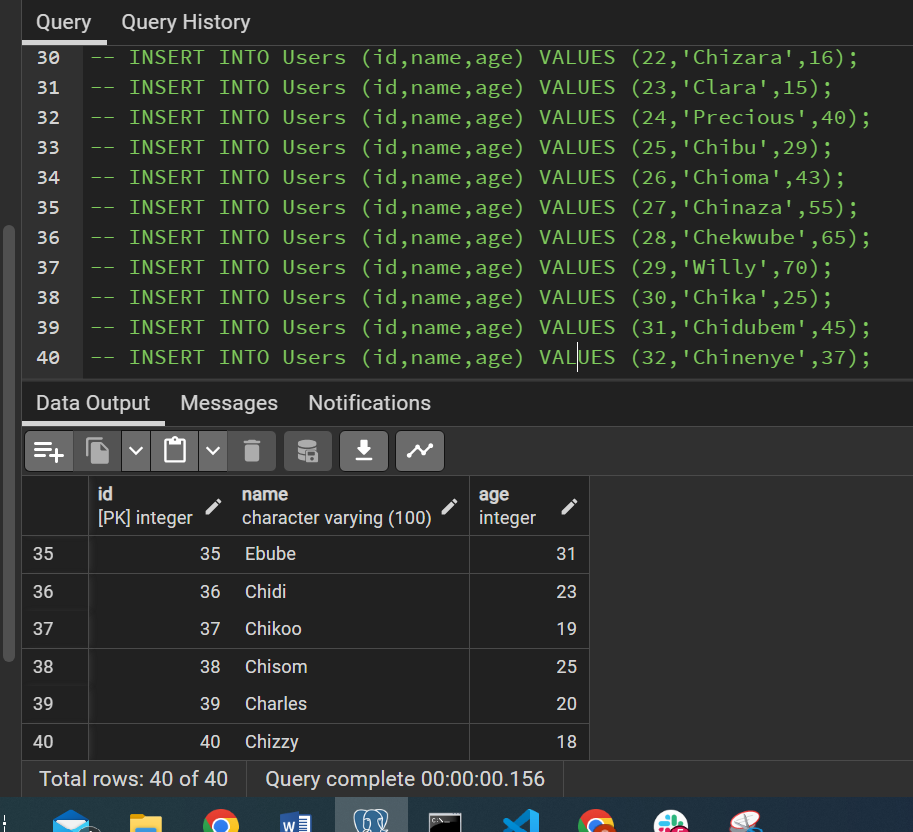 Query Query History
30 -- INSERT INTO Users (id,name,age) VALUES (22,'Chizara',16);
31 -- INSERT INTO Users (id,name,age) VALUES (23,'Clara',15);
32 -- INSERT INTO Users (id,name,age) VALUES (24,'Precious',40);
33 -- INSERT INTO Users (id,name,age) VALUES (25,'Chibu',29);
34 -- INSERT INTO Users (id,name,age) VALUES (26,'Chioma',43);
35 -- INSERT INTO Users (id,name,age) VALUES (27,'Chinaza',55);
36 -- INSERT INTO Users (id,name,age) VALUES (28,'Chekwube',65);
37 -- INSERT INTO Users (id,name,age) VALUES (29,'Willy',70);
38 -- INSERT INTO Users (id,name,age) VALUES (30,'Chika',25);
39 -- INSERT INTO Users (id,name,age) VALUES (31,'Chidubem',45);
40 -- INSERT INTO Users (id,name,age) VALUES (32,'Chinenye',37);
Data Output Messages Notifications
id name age
[PK] integer character varying (100) integer
35 35 Ebube 31
36 36 Chidi 23
37 37 Chikoo 19
38 38 Chisom 25
39 39 Charles 20
40 40 Chizzy 18
Total rows: 40 of 40 Query complete 00:00:00.156